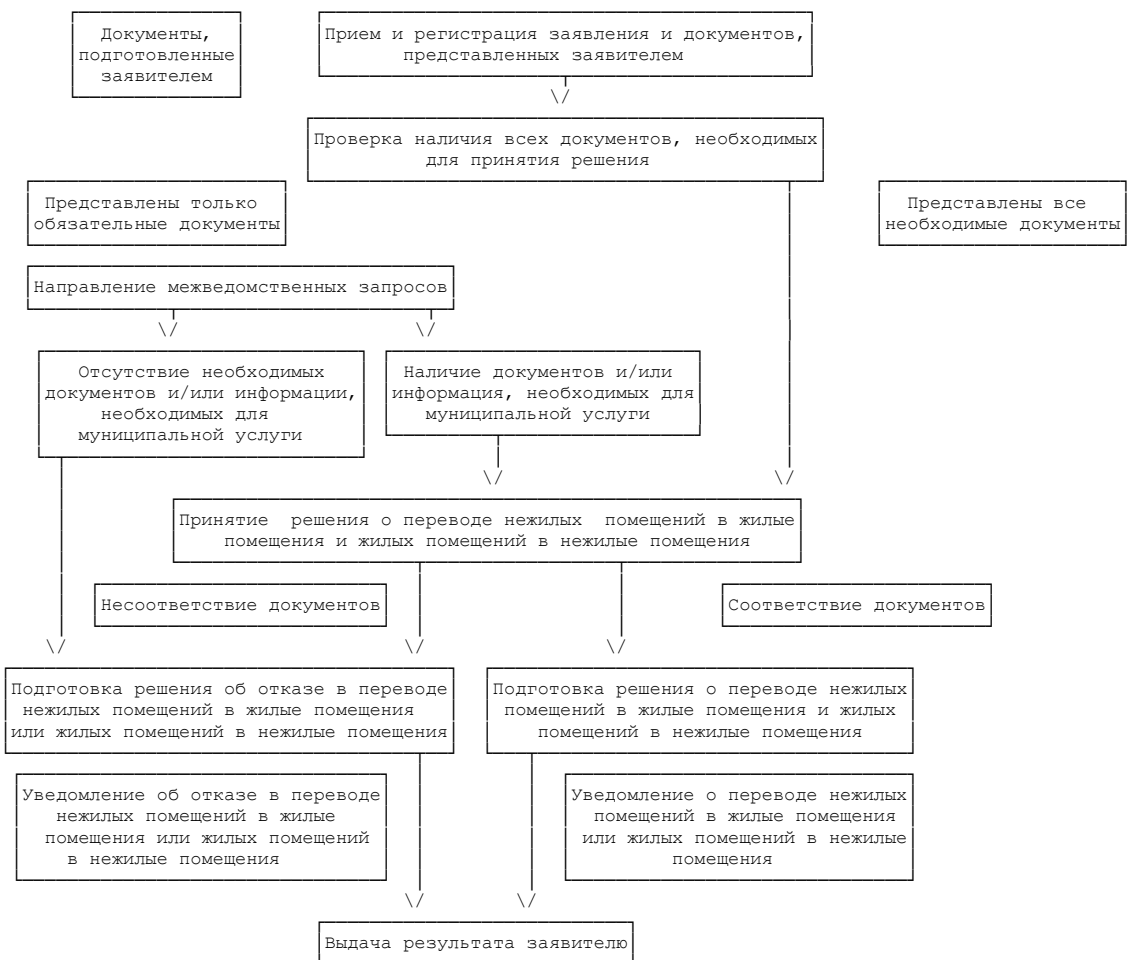 Документы,
подготовленные
заявителем
Прием и регистрация заявления и документов,
представленных заявителем
Проверка наличия всех документов, необходимых
для принятия решения
Представлены только
обязательные документы
Представлены все
необходимые документы
Направление межведомственных запросов
Отсутствие необходимых
документов и/или информации,
необходимых для
муниципальной услуги
Наличие документов и/или
информация, необходимых для
муниципальной услуги
Принятие решения о переводе нежилых помещений в жилые
помещения и жилых помещений в нежилые помещения
Несоответствие документов
Соответствие документов
Подготовка решения об отказе в переводе
нежилых помещений в жилые помещения
или жилых помещений в нежилые помещения
Подготовка решения о переводе нежилых
помещений в жилые помещения и жилых
помещений в нежилые помещения
Уведомление об отказе в переводе
нежилых помещений в жилые
помещения или жилых помещений
в нежилые помещения
Уведомление о переводе нежилых
помещений в жилые помещения
или жилых помещений в нежилые
помещения
Выдача результата заявителю